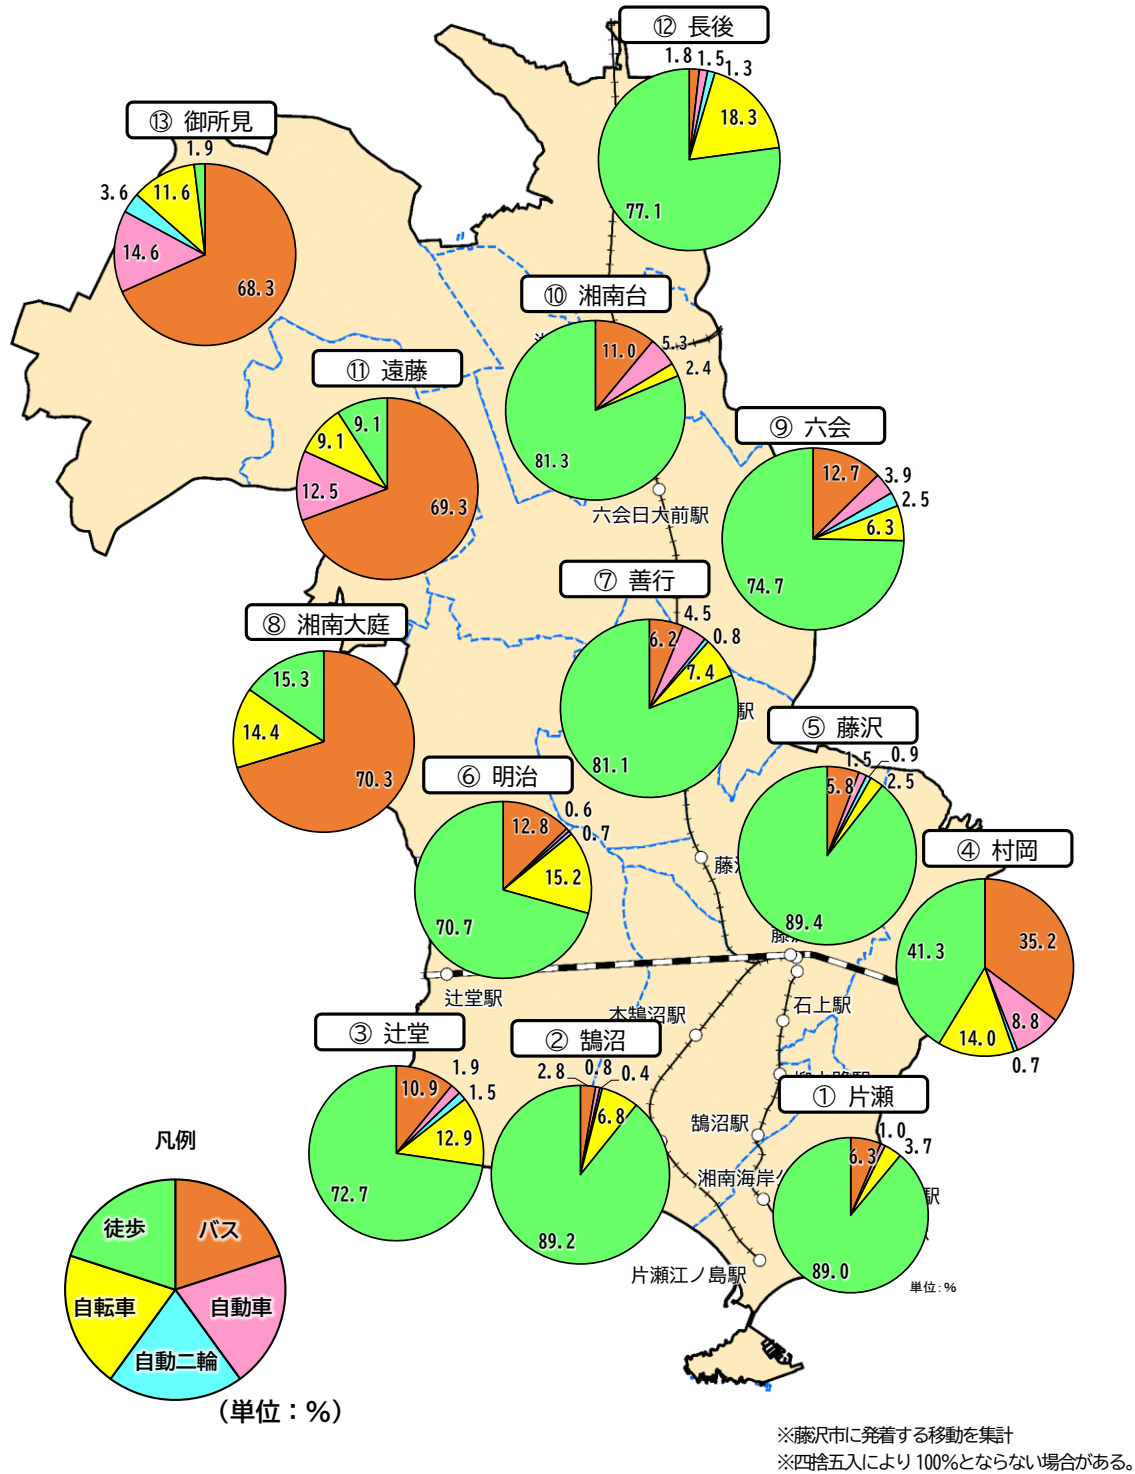 ⑫ 長後
1.8
1.5
1.3
18.3
77.1
⑬ 御所見
1.9
3.6
11.6
14.6
68.3
⑩ 湘南台
11.0
5.3
2.4
81.3
⑪ 遠藤
9.1
9.1
12.5
69.3
⑨ 六会
12.7
3.9
2.5
6.3
74.7
六会日大前駅
⑦ 善行
4.5
6.2
0.8
7.4
81.1
駅
⑧ 湘南大庭
15.3
14.4
70.3
⑤ 藤沢
1.5
0.9
5.8
2.5
89.4
⑥ 明治
0.6
12.8
0.7
15.2
70.7
藤
④ 村岡
35.2
41.3
8.8
14.0
0.7
藤
辻堂駅
石上駅
本鵠沼駅
③ 辻堂
1.9
10.9
1.5
12.9
72.7
② 鵠沼
2.8
0.8
0.4
6.8
89.2
① 片瀬
1.0
6.3
3.7
89.0
鵠沼駅
湘南海岸
駅
片瀬江ノ島駅
単位：%
凡例
徒歩
バス
自転車
自動車
自動二輪
（単位：%）
※藤沢市に発着する移動を集計
※四捨五入により100%とならない場合がある。